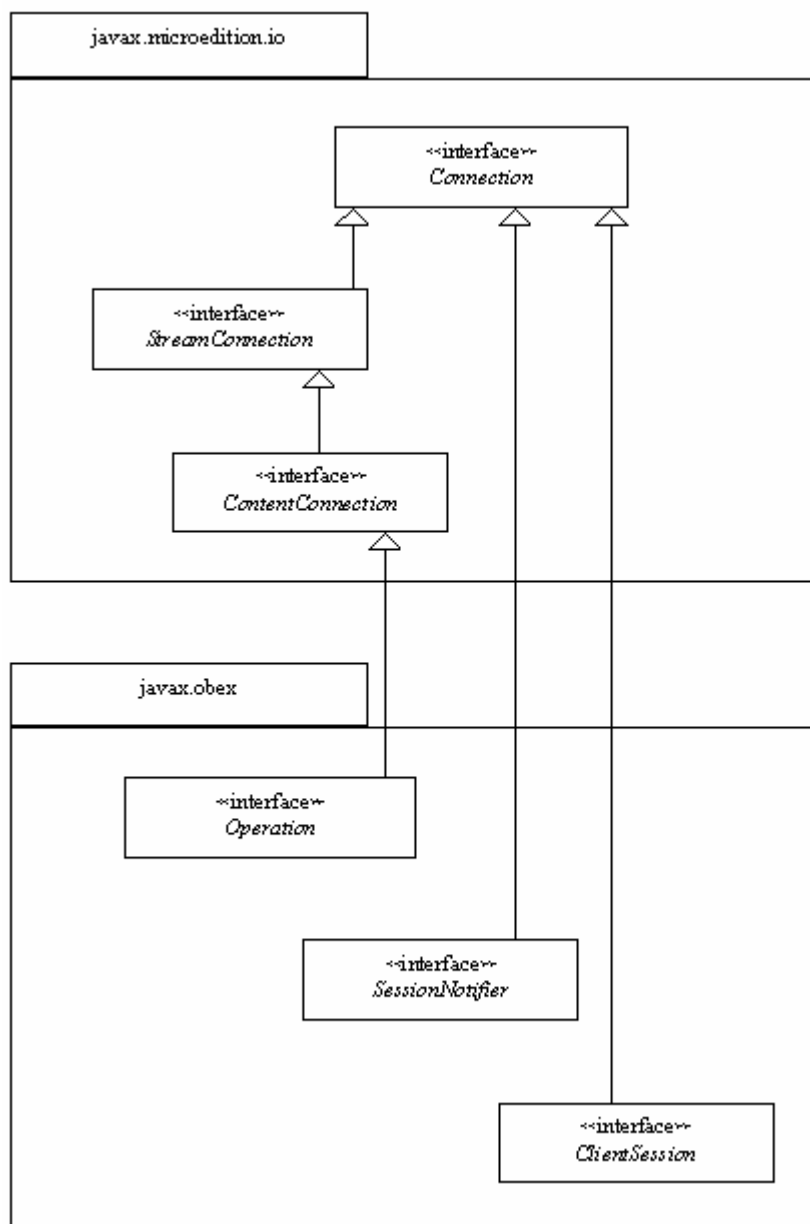 javax.microedition.io
<<interface>>
Connection
<<interface>>
StreamConnection
<<interface>>
ContentConnection
javax.obex
<<interface>>
Operation
<<interface>>
SessionNotifier
<<interface>>
ClientSession